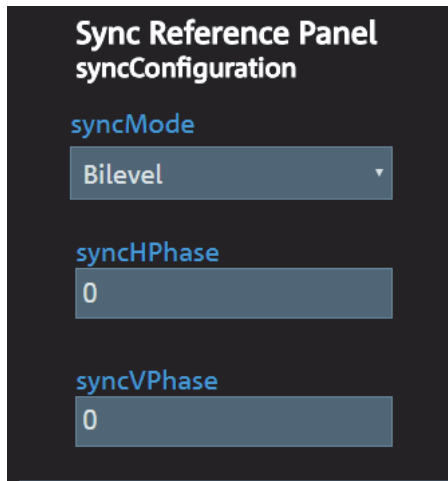 Sync Reference Panel
syncConfiguration
syncMode
Bilevel
syncHPhase
0
syncVPhase
0